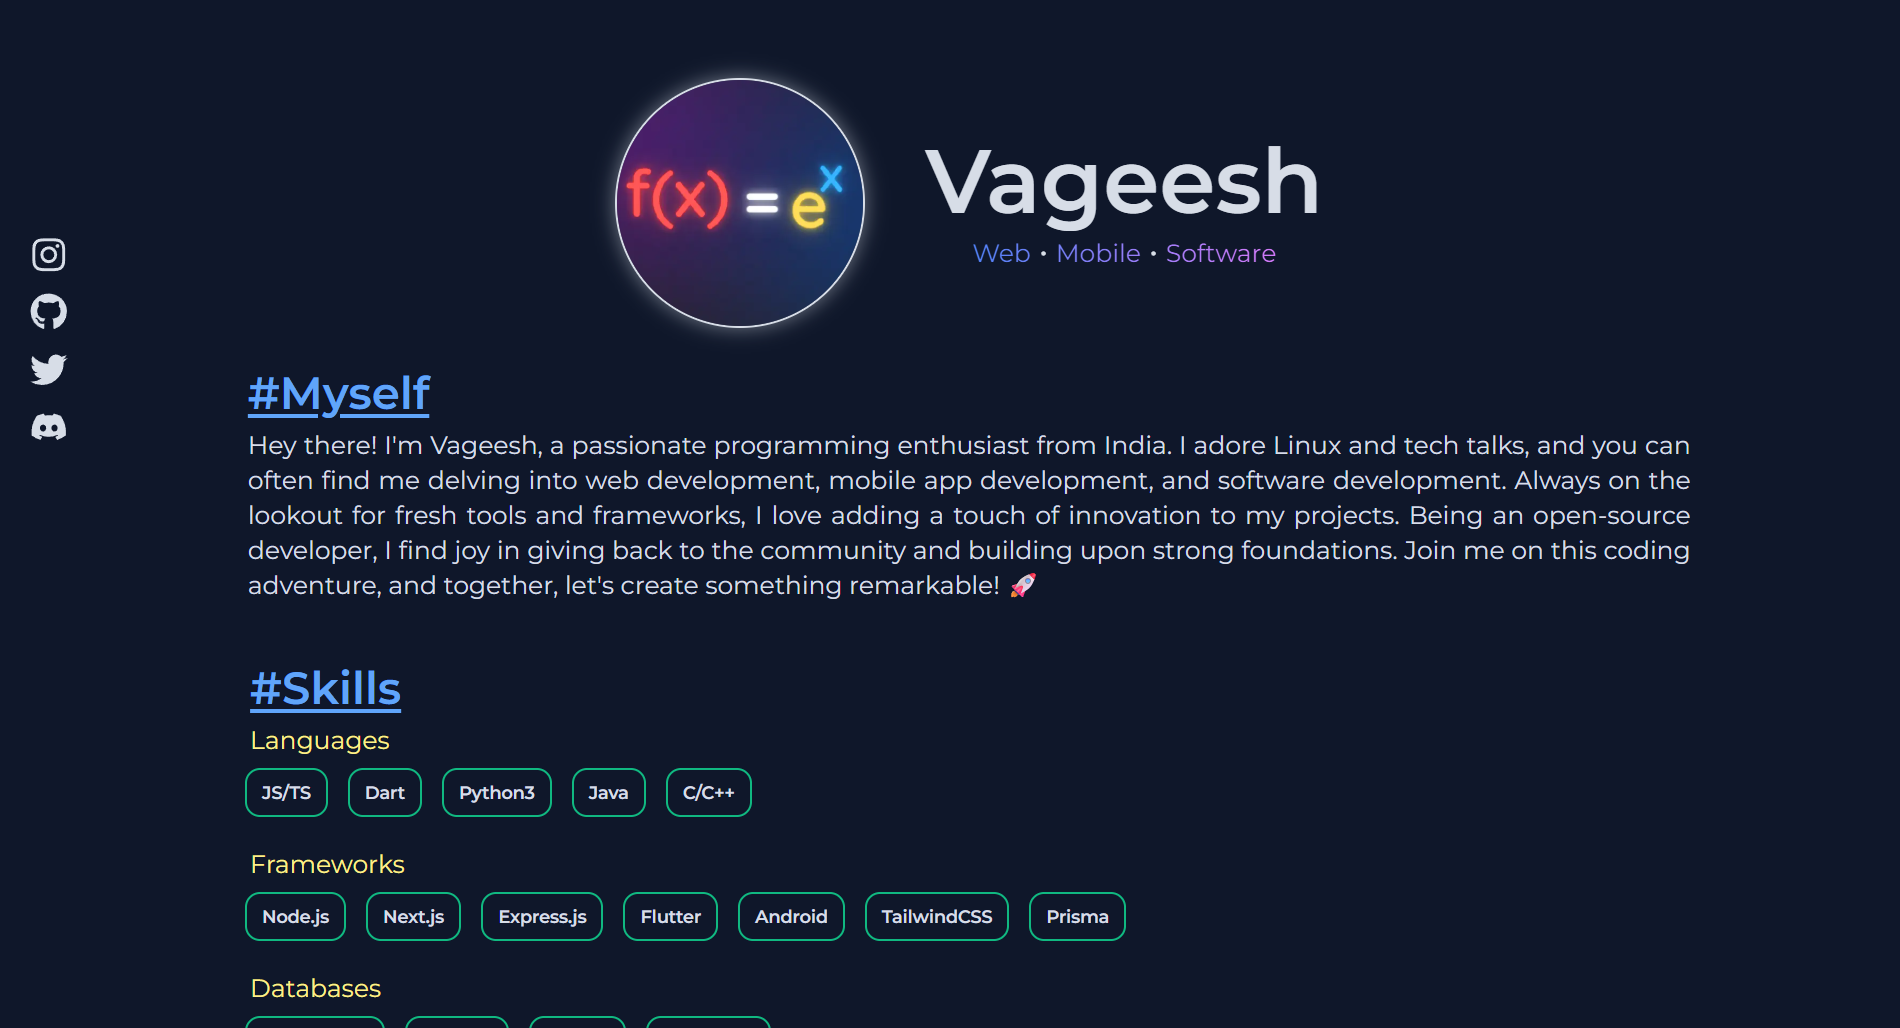 f(x) = e^x
Vageesh
Web • Mobile • Software
#Myself
Hey there! I'm Vageesh, a passionate programming enthusiast from India. I adore Linux and tech talks, and you can
often find me delving into web development, mobile app development, and software development. Always on the
lookout for fresh tools and frameworks, I love adding a touch of innovation to my projects. Being an open-source
developer, I find joy in giving back to the community and building upon strong foundations. Join me on this coding
adventure, and together, let's create something remarkable! 🚀
#Skills
Languages
JS/TS Dart Python3 Java C/C++
Frameworks
Node.js Next.js Express.js Flutter Android TailwindCSS Prisma
Databases